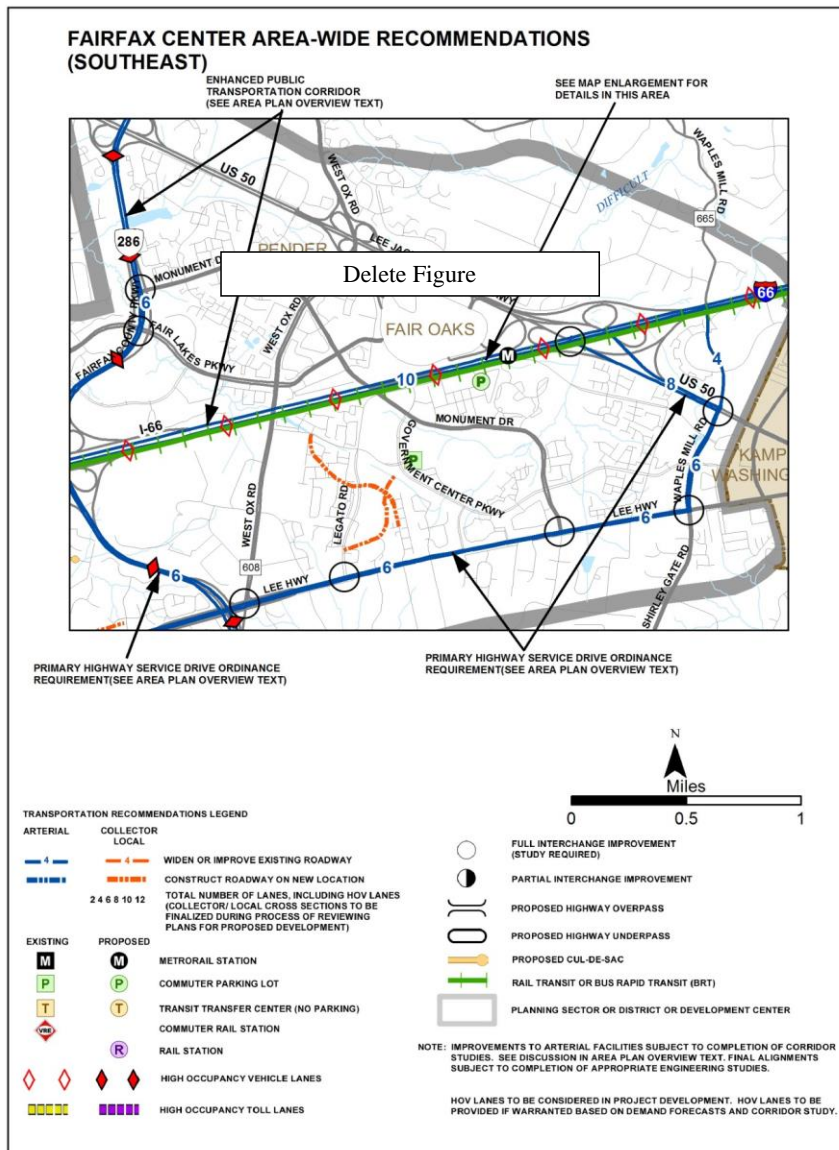 FAIRFAX CENTER AREA-WIDE RECOMMENDATIONS
(SOUTHEAST)
ENHANCED PUBLIC
TRANSPORTATION CORRIDOR
(SEE AREA PLAN OVERVIEW TEXT)
SEE MAP ENLARGEMENT FOR
DETAILS IN THIS AREA
US 50
WEST OX RD
WAPLES MILL RD
DIFFICULT
665
286
PENDER
LEE JAC
MONUMENT D
Delete Figure
HWY
66
6
FAIRFAX COUNTY PKWY
FAIR LAKES PKWY
WEST OX RD
FAIR OAKS
M
P
10
4
8
US 50
I-66
MONUMENT DR
GOVERNMENT CENTER PKWY
P
WAPLES MILL RD
6
KAMP
WASHING
WEST OX RD
LEGATO RD
LEE HWY
6
6
6
608
LEE HWY
SHIRLEY GATE RD
PRIMARY HIGHWAY SERVICE DRIVE ORDINANCE
REQUIREMENT(SEE AREA PLAN OVERVIEW TEXT)
PRIMARY HIGHWAY SERVICE DRIVE ORDINANCE
REQUIREMENT(SEE AREA PLAN OVERVIEW TEXT)
N
Miles
0 0.5 1
TRANSPORTATION RECOMMENDATIONS LEGEND
ARTERIAL COLLECTOR
LOCAL
4 4 WIDEN OR IMPROVE EXISTING ROADWAY
CONSTRUCT ROADWAY ON NEW LOCATION
2 4 6 8 10 12 TOTAL NUMBER OF LANES, INCLUDING HOV LANES
(COLLECTOR/ LOCAL CROSS SECTIONS TO BE
FINALIZED DURING PROCESS OF REVIEWING
PLANS FOR PROPOSED DEVELOPMENT)
EXISTING PROPOSED
M M METRORAIL STATION
P P COMMUTER PARKING LOT
T T TRANSIT TRANSFER CENTER (NO PARKING)
VRE COMMUTER RAIL STATION
R RAIL STATION
HIGH OCCUPANCY VEHICLE LANES
HIGH OCCUPANCY TOLL LANES
FULL INTERCHANGE IMPROVEMENT
(STUDY REQUIRED)
PARTIAL INTERCHANGE IMPROVEMENT
PROPOSED HIGHWAY OVERPASS
PROPOSED HIGHWAY UNDERPASS
PROPOSED CUL-DE-SAC
RAIL TRANSIT OR BUS RAPID TRANSIT (BRT)
PLANNING SECTOR OR DISTRICT OR DEVELOPMENT CENTER
NOTE: IMPROVEMENTS TO ARTERIAL FACILITIES SUBJECT TO COMPLETION OF CORRIDOR
STUDIES. SEE DISCUSSION IN AREA PLAN OVERVIEW TEXT. FINAL ALIGNMENTS
SUBJECT TO COMPLETION OF APPROPRIATE ENGINEERING STUDIES.
HOV LANES TO BE CONSIDERED IN PROJECT DEVELOPMENT. HOV LANES TO BE
PROVIDED IF WARRANTED BASED ON DEMAND FORECASTS AND CORRIDOR STUDY.